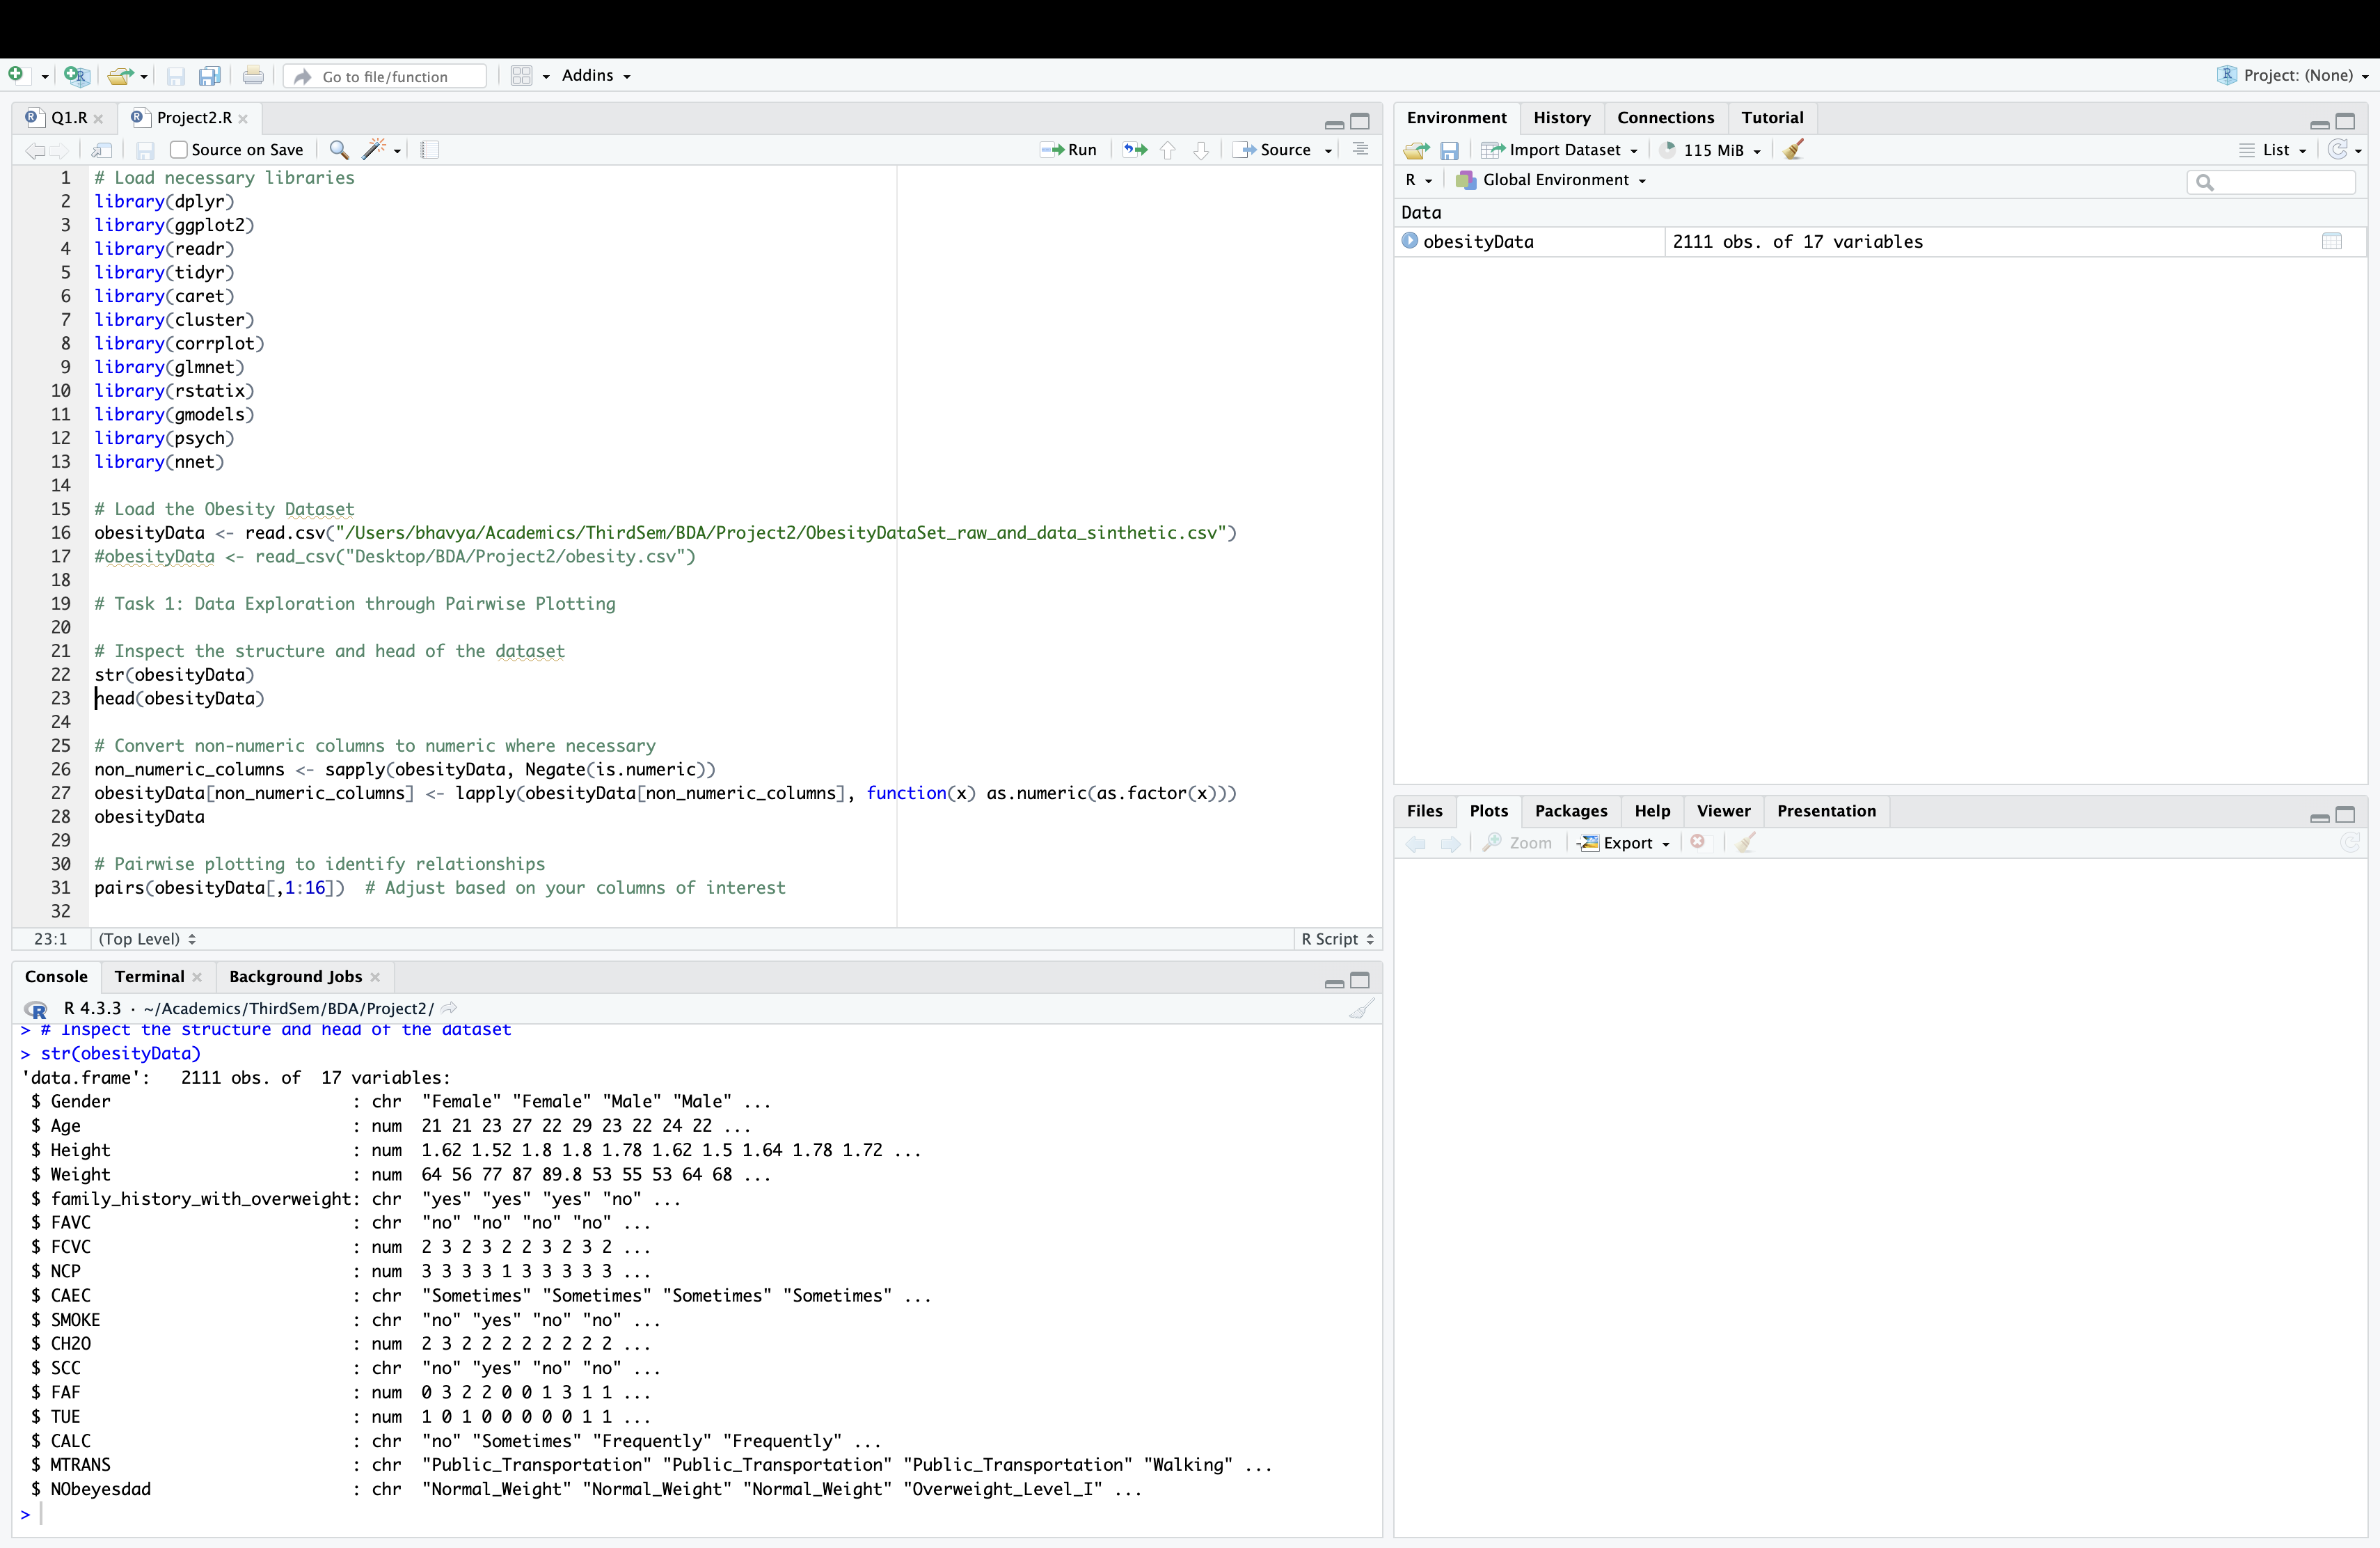 Go to file/function
Addins
Project: (None)
Q1.R
Project2.R
Source on Save
Run
Source
1 # Load necessary libraries
2 library(dplyr)
3 library(ggplot2)
4 library(readr)
5 library(tidyr)
6 library(caret)
7 library(cluster)
8 library(corrplot)
9 library(glmnet)
10 library(rstatix)
11 library(gmodels)
12 library(psych)
13 library(nnet)
14
15 # Load the Obesity Dataset
16 obesityData <- read.csv("/Users/bhavya/Academics/ThirdSem/BDA/Project2/ObesityDataSet_raw_and_data_sinthetic.csv")
17 #obesityData <- read_csv("Desktop/BDA/Project2/obesity.csv")
18
19 # Task 1: Data Exploration through Pairwise Plotting
20
21 # Inspect the structure and head of the dataset
22 str(obesityData)
23 head(obesityData)
24
25 # Convert non-numeric columns to numeric where necessary
26 non_numeric_columns <- sapply(obesityData, Negate(is.numeric))
27 obesityData[non_numeric_columns] <- lapply(obesityData[non_numeric_columns], function(x) as.numeric(as.factor(x)))
28 obesityData
29
30 # Pairwise plotting to identify relationships
31 pairs(obesityData[,1:16])  # Adjust based on your columns of interest
32
23:1 (Top Level) R Script
Console Terminal Background Jobs
R 4.3.3 · ~/Academics/ThirdSem/BDA/Project2/
> # Inspect the structure and head of the dataset
> str(obesityData)
'data.frame':   2111 obs. of  17 variables:
 $ Gender                        : chr  "Female" "Female" "Male" "Male" ...
 $ Age                           : num  21 21 23 27 22 29 23 22 24 22 ...
 $ Height                        : num  1.62 1.52 1.8 1.8 1.78 1.62 1.5 1.64 1.78 1.72 ...
 $ Weight                        : num  64 56 77 87 89.8 53 55 53 64 68 ...
 $ family_history_with_overweight: chr  "yes" "yes" "yes" "no" ...
 $ FAVC                          : chr  "no" "no" "no" "no" ...
 $ FCVC                          : num  2 3 2 3 2 2 3 2 3 2 ...
 $ NCP                           : num  3 3 3 3 1 3 3 3 3 3 ...
 $ CAEC                          : chr  "Sometimes" "Sometimes" "Sometimes" "Sometimes" ...
 $ SMOKE                         : chr  "no" "yes" "no" "no" ...
 $ CH2O                          : num  2 3 2 2 2 2 2 2 2 2 ...
 $ SCC                           : chr  "no" "yes" "no" "no" ...
 $ FAF                           : num  0 3 2 2 0 0 1 3 1 1 ...
 $ TUE                           : num  1 0 1 0 0 0 0 0 1 1 ...
 $ CALC                          : chr  "no" "Sometimes" "Frequently" "Frequently" ...
 $ MTRANS                        : chr  "Public_Transportation" "Public_Transportation" "Public_Transportation" "Walking" ...
 $ NObeyesdad                    : chr  "Normal_Weight" "Normal_Weight" "Normal_Weight" "Overweight_Level_I" ...
>
Environment History Connections Tutorial
Import Dataset 115 MiB List
R Global Environment
Data
obesityData 2111 obs. of 17 variables
Files Plots Packages Help Viewer Presentation
Zoom Export